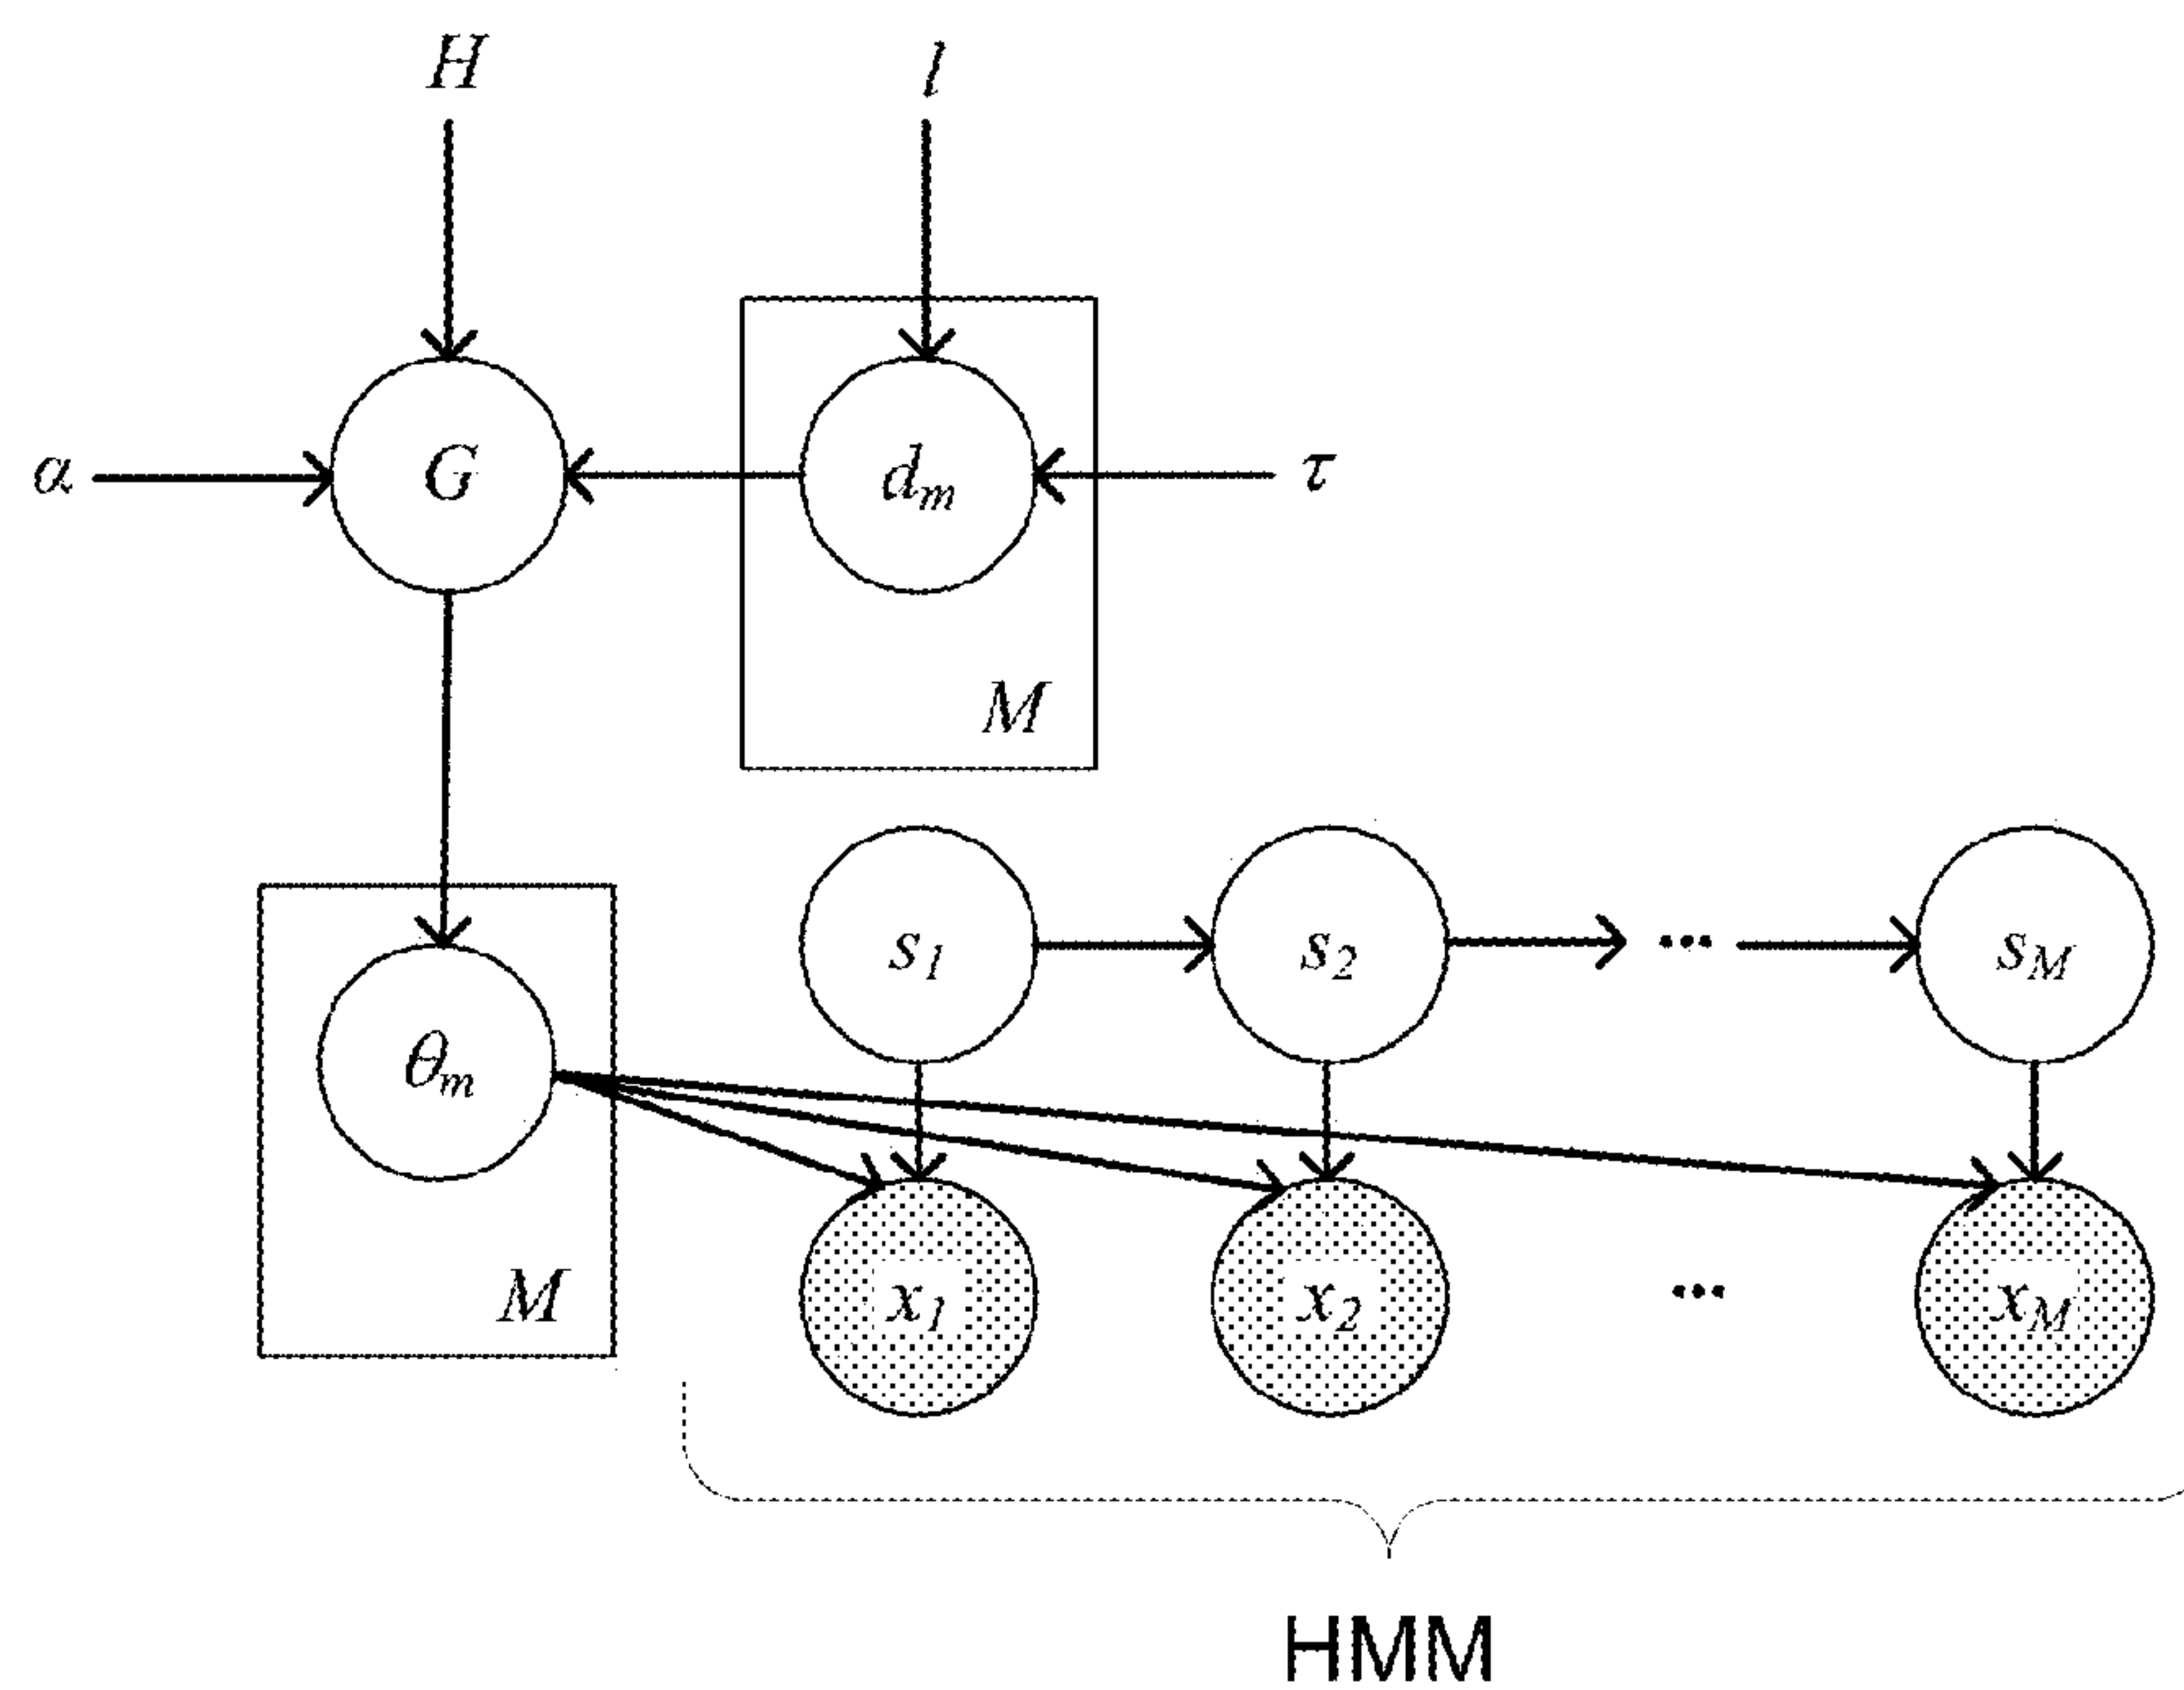 H l
α G d_m τ
M
s_1 s_2 ... s_M
θ_m
M x_1 x_2 ... x_M
HMM